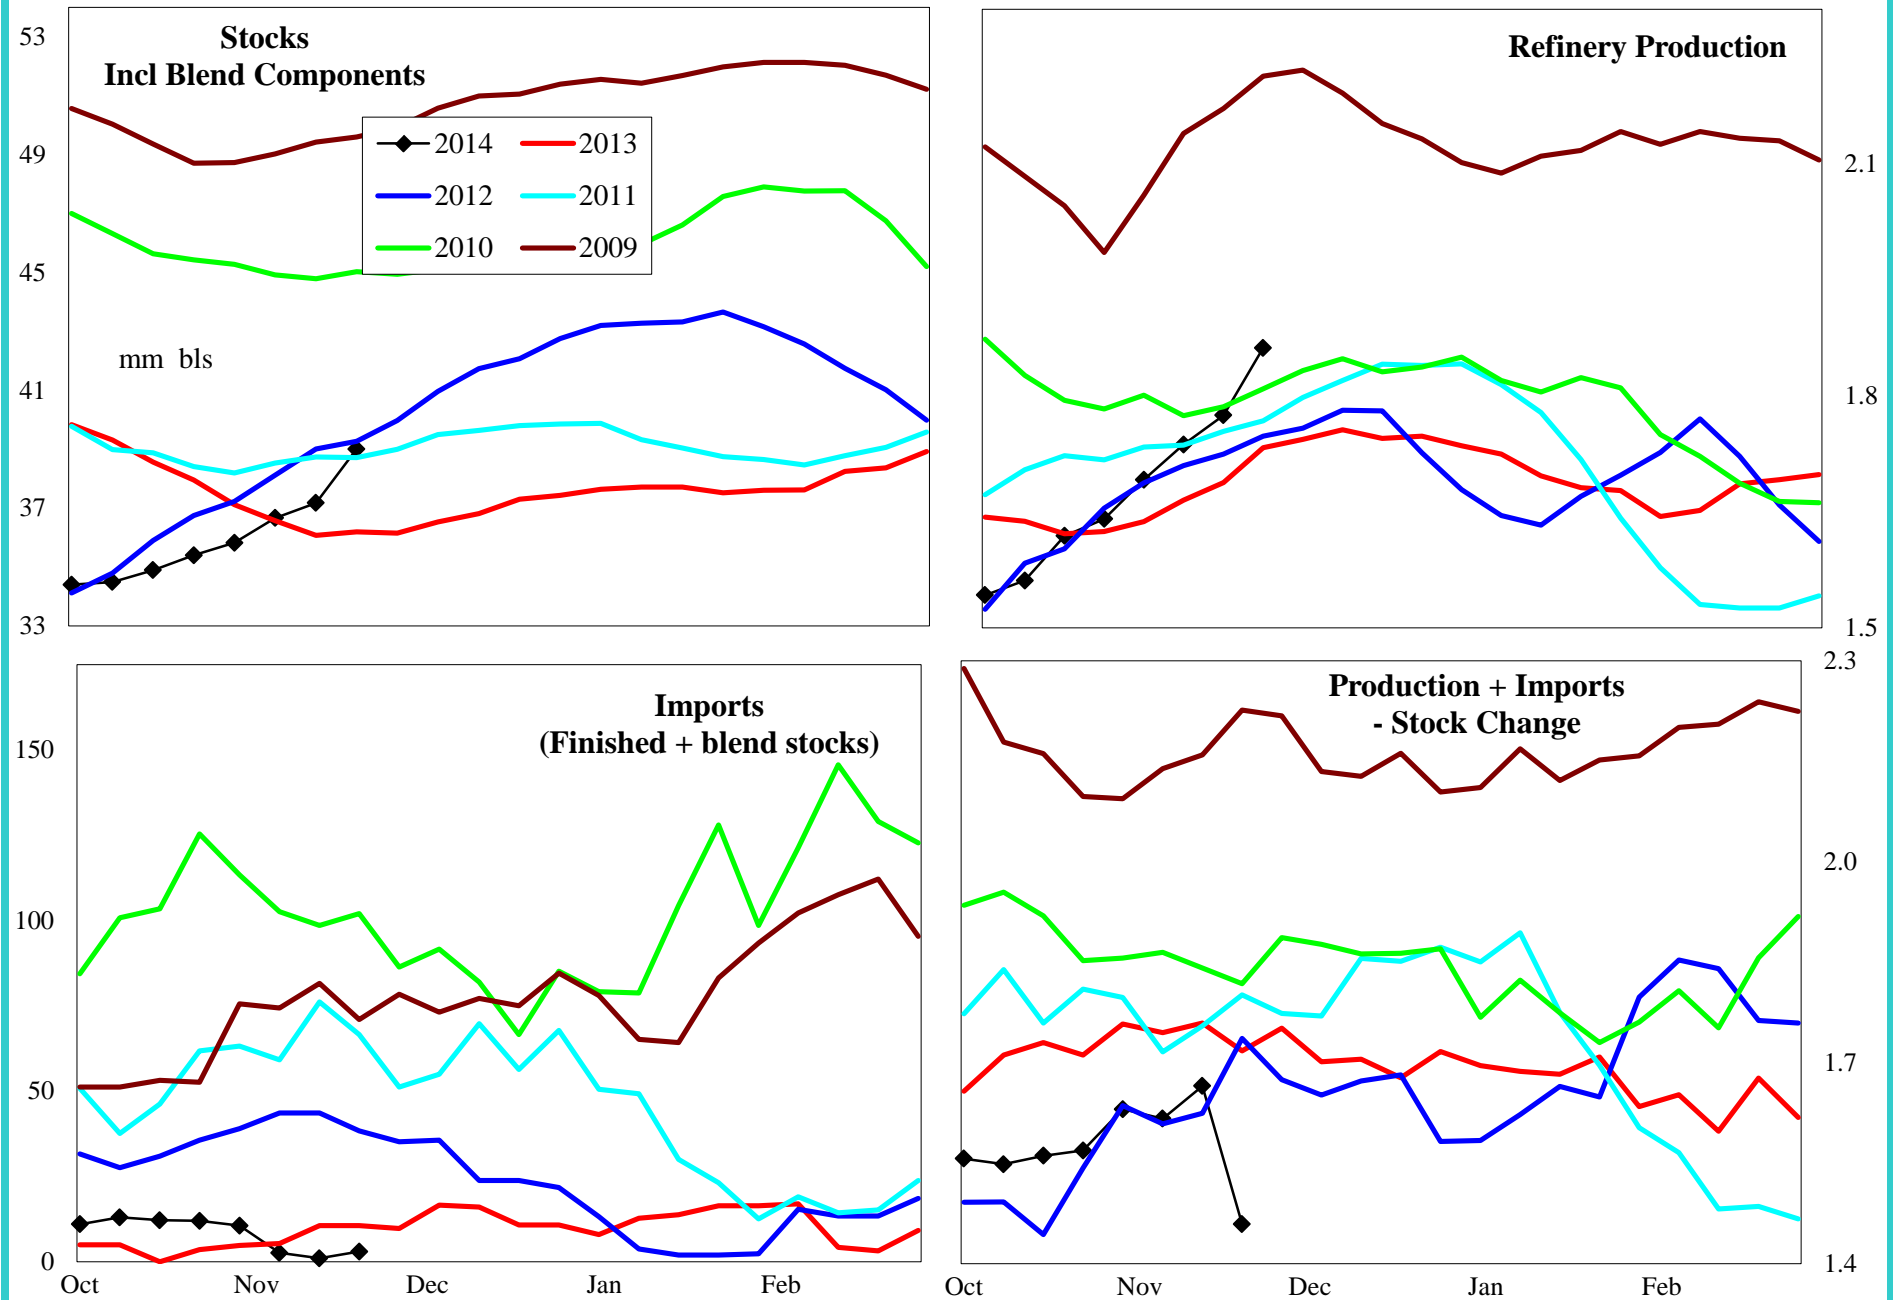 Stocks
Incl Blend Components
53
49
45
41
37
33
mm bls
2014 2013
2012 2011
2010 2009
Refinery Production
2.1
1.8
1.5
Imports
(Finished + blend stocks)
150
100
50
0
Oct Nov Dec Jan Feb
Production + Imports
- Stock Change
2.3
2.0
1.7
1.4
Oct Nov Dec Jan Feb